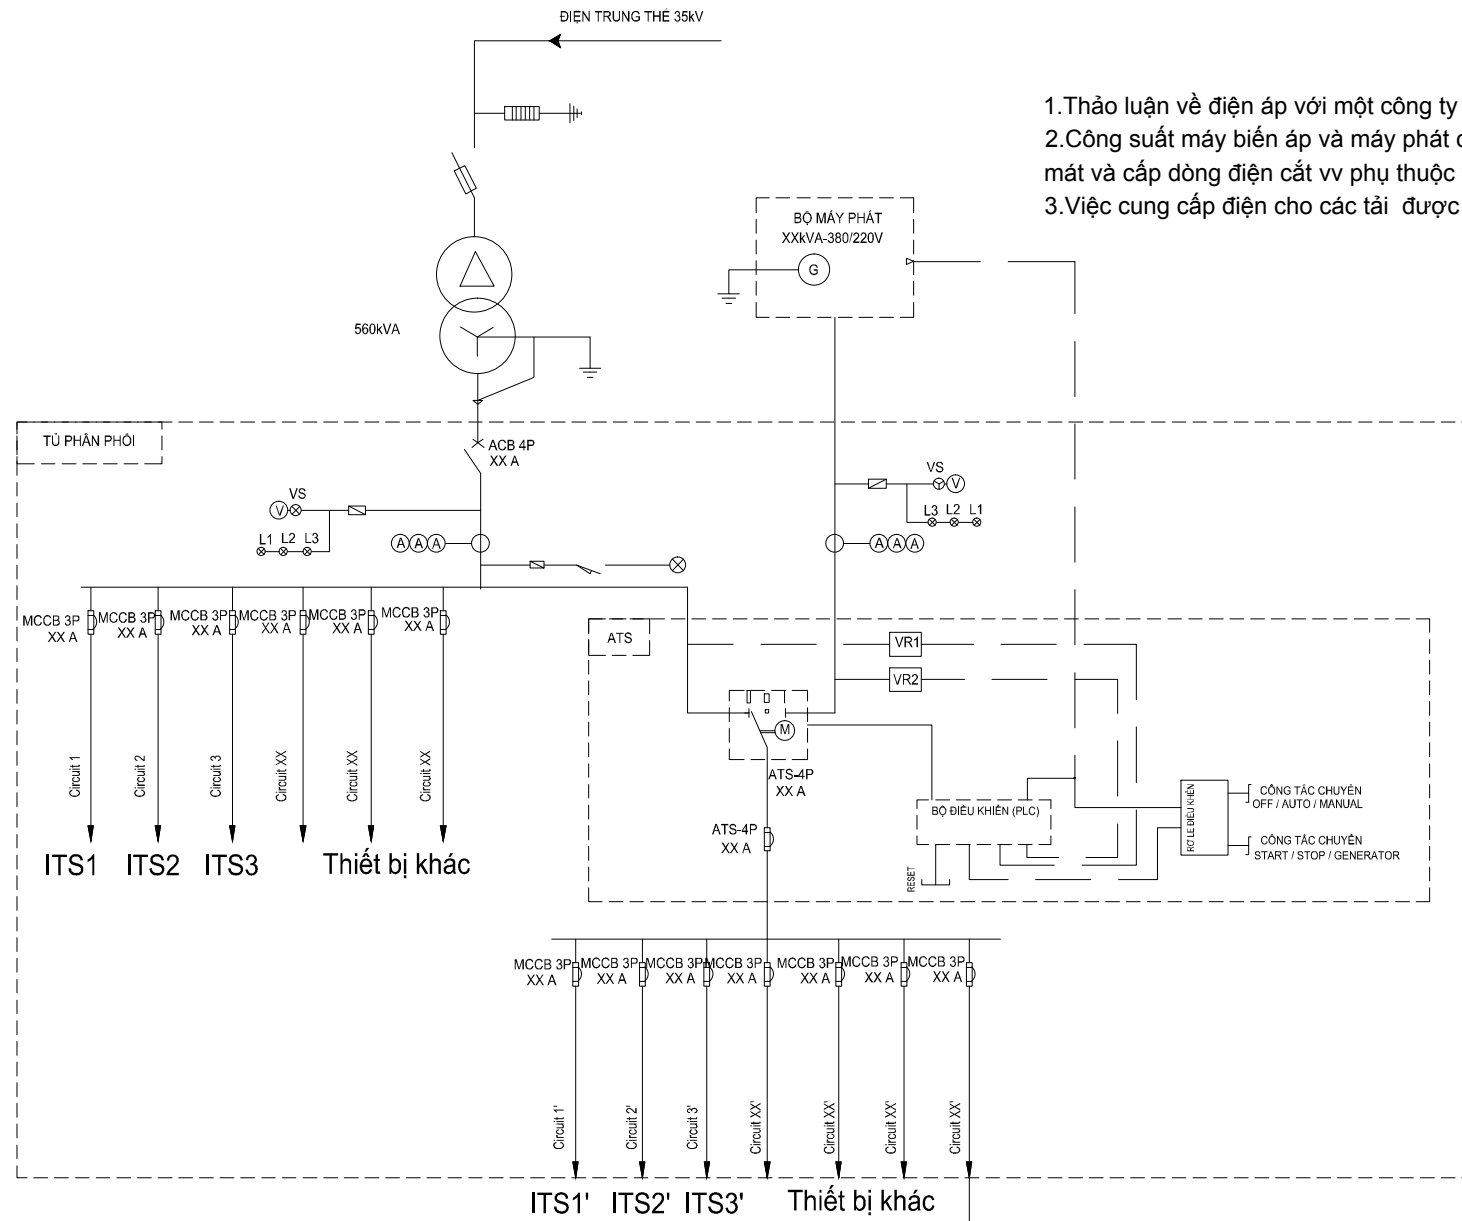 ĐIỆN TRUNG THẾ 35kV
1.Thảo luận về điện áp với một công ty
2.Công suất máy biến áp và máy phát
mát và cấp dòng điện cắt vv phụ thuộc
3.Việc cung cấp điện cho các tải được
BỘ MÁY PHÁT
XXkVA-380/220V
G
560kVA
TỦ PHÂN PHỐI
ACB 4P
XX A
VS
V
L1 L2 L3
A A A
VS
V
L3 L2 L1
A A A
MCCB 3P
XX A
MCCB 3P
XX A
MCCB 3P
XX A
MCCB 3P
XX A
MCCB 3P
XX A
MCCB 3P
XX A
ATS
VR1
VR2
M
ATS-4P
XX A
ATS-4P
XX A
BỘ ĐIỀU KHIỂN (PLC)
RESET
RƠ LE ĐIỀU KHIỂN
CÔNG TẮC CHUYỂN
OFF / AUTO / MANUAL
CÔNG TẮC CHUYỂN
START / STOP / GENERATOR
Circuit 1
Circuit 2
Circuit 3
Circuit XX
Circuit XX
Circuit XX
ITS1 ITS2 ITS3 Thiết bị khác
MCCB 3P
XX A
MCCB 3P
XX A
MCCB 3P
XX A
MCCB 3P
XX A
MCCB 3P
XX A
MCCB 3P
XX A
MCCB 3P
XX A
Circuit 1'
Circuit 2'
Circuit 3'
Circuit XX'
Circuit XX'
Circuit XX'
Circuit XX'
ITS1' ITS2' ITS3' Thiết bị khác